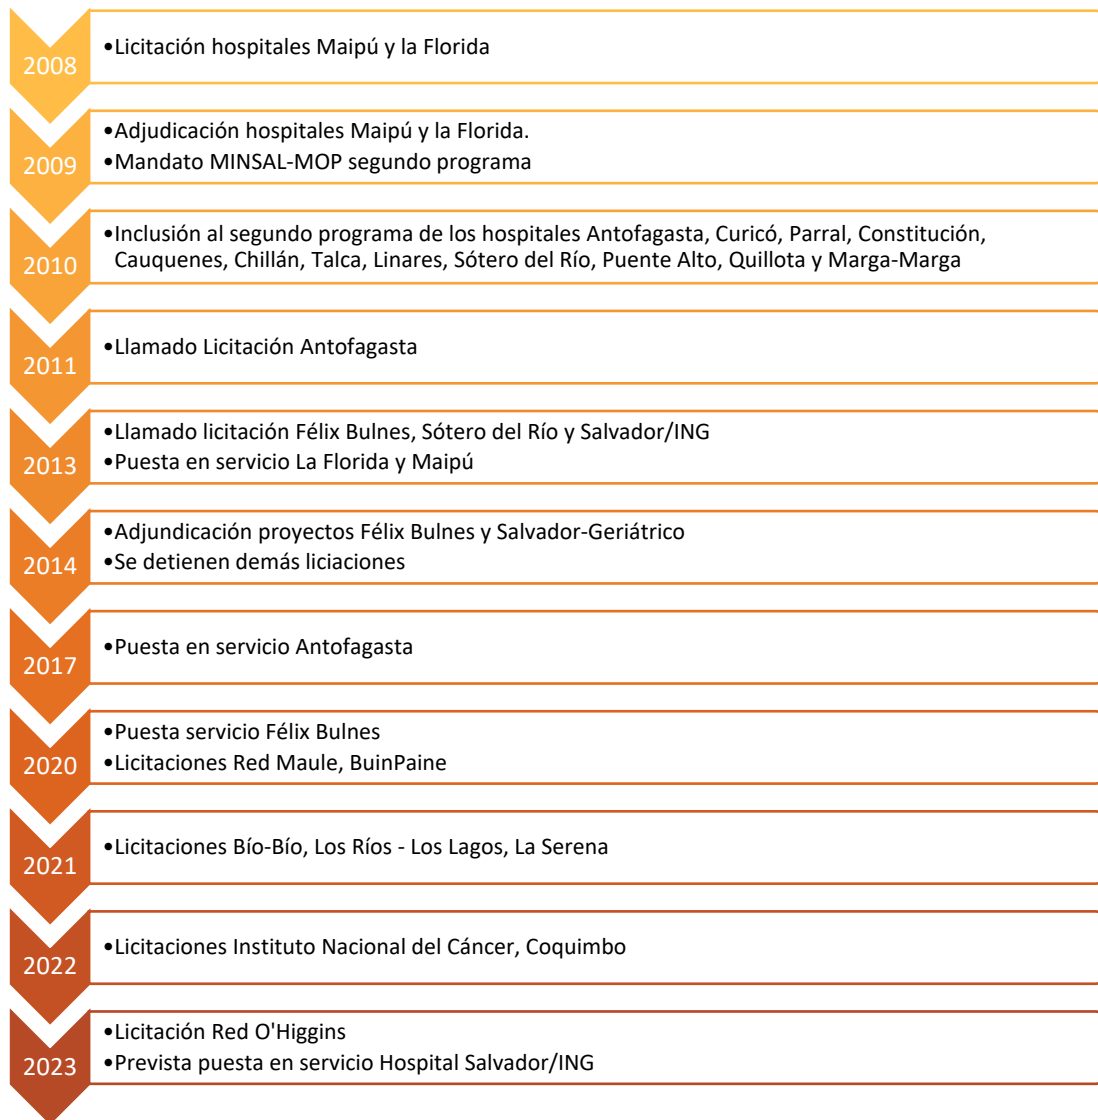 2008
•Licitación hospitales Maipú y la Florida
2009
•Adjudicación hospitales Maipú y la Florida.
•Mandato MINSAL-MOP segundo programa
2010
•Inclusión al segundo programa de los hospitales Antofagasta, Curicó, Parral, Constitución,
Cauquenes, Chillán, Talca, Linares, Sótero del Río, Puente Alto, Quillota y Marga-Marga
2011
•Llamado Licitación Antofagasta
2013
•Llamado licitación Félix Bulnes, Sótero del Río y Salvador/ING
•Puesta en servicio La Florida y Maipú
2014
•Adjundicación proyectos Félix Bulnes y Salvador-Geriátrico
•Se detienen demás liciaciones
2017
•Puesta en servicio Antofagasta
2020
•Puesta servicio Félix Bulnes
•Licitaciones Red Maule, BuinPaine
2021
•Licitaciones Bío-Bío, Los Ríos - Los Lagos, La Serena
2022
•Licitaciones Instituto Nacional del Cáncer, Coquimbo
2023
•Licitación Red O'Higgins
•Prevista puesta en servicio Hospital Salvador/ING